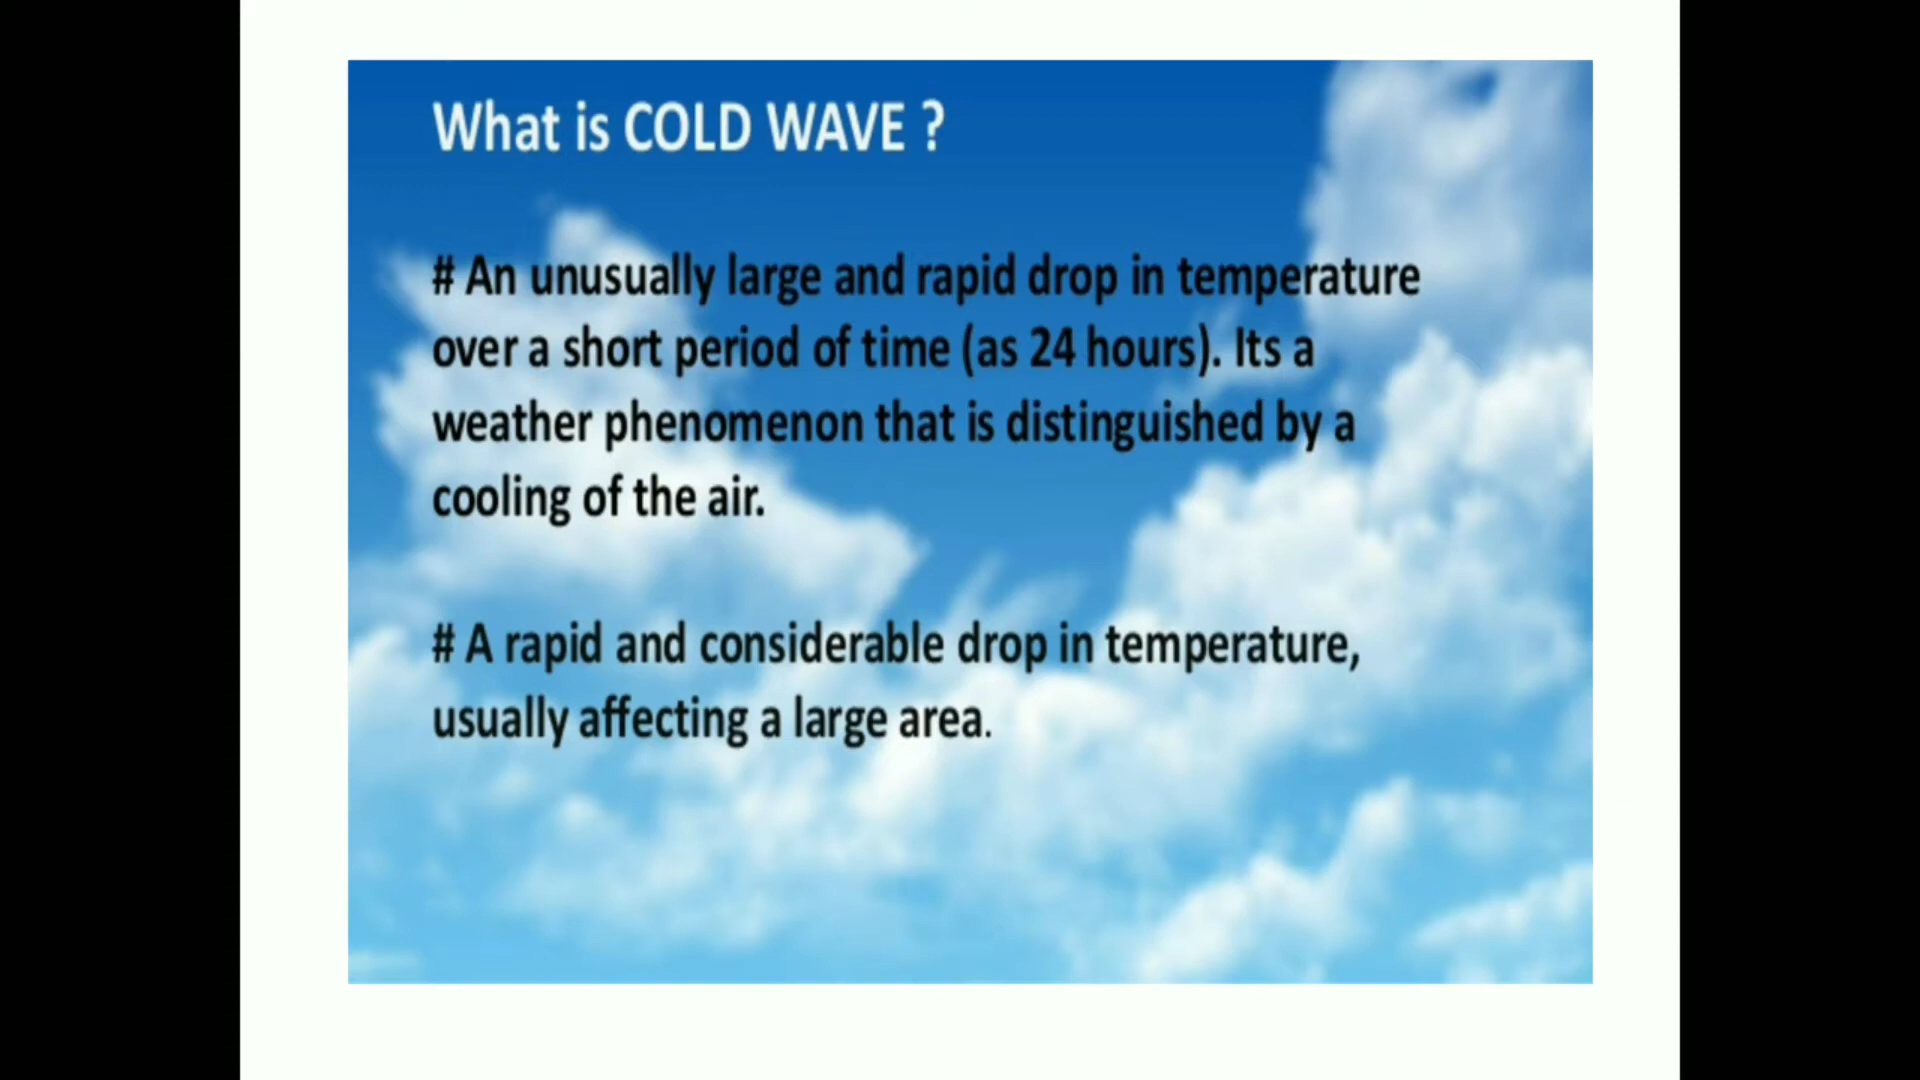 What is COLD WAVE ?
# An unusually large and rapid drop in temperature
over a short period of time (as 24 hours). Its a
weather phenomenon that is distinguished by a
cooling of the air.
# A rapid and considerable drop in temperature,
usually affecting a large area.